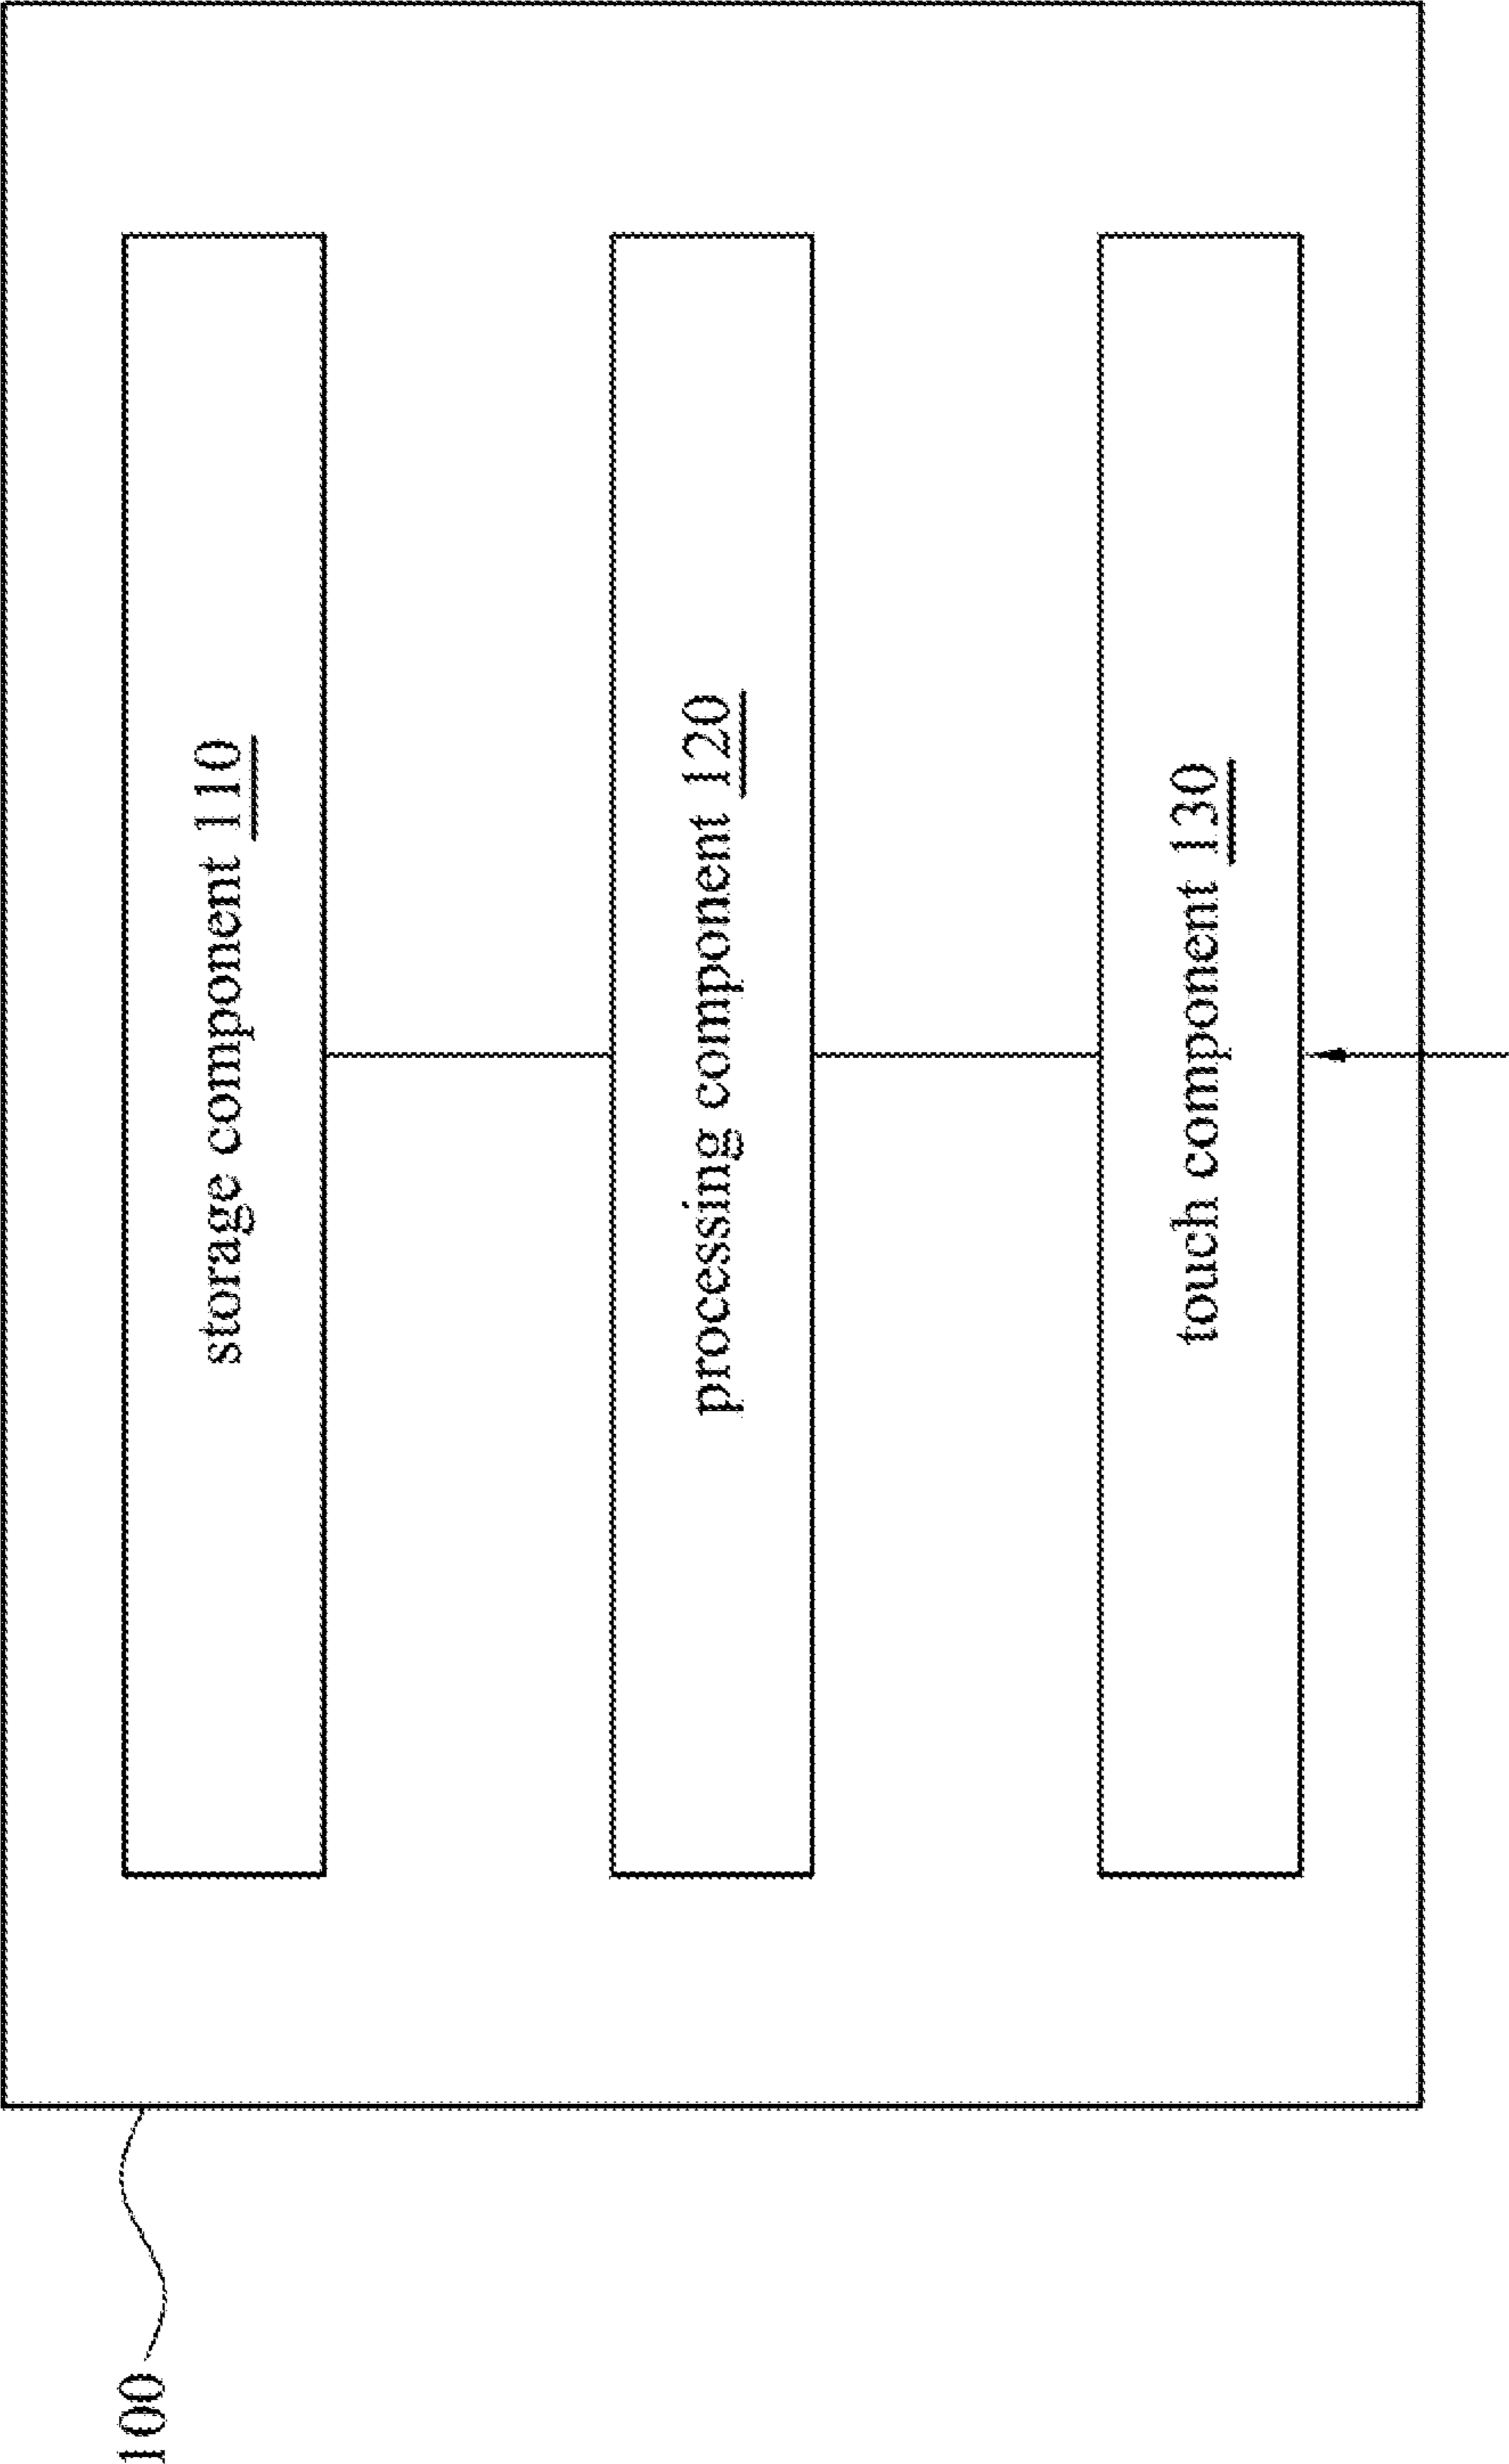 100
storage component 110
processing component 120
touch component 130